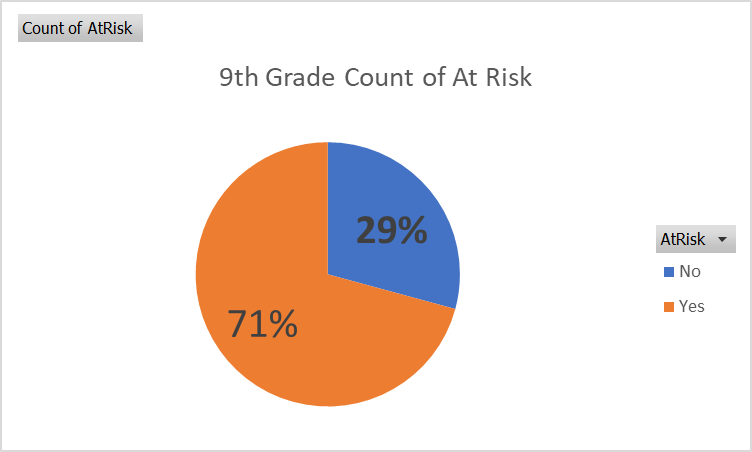 Count of AtRisk
9th Grade Count of At Risk
29%
71%
AtRisk
No
Yes